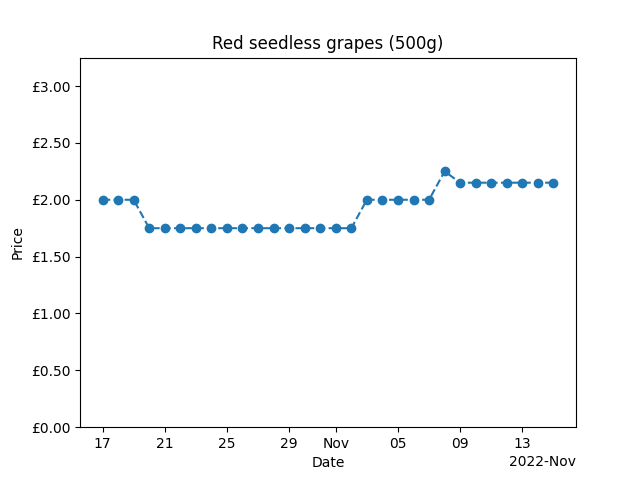 Red seedless grapes (500g)
£3.00
£2.50
£2.00
£1.50
£1.00
£0.50
£0.00
Price
17 21 25 29 Nov 05 09 13
Date
2022-Nov